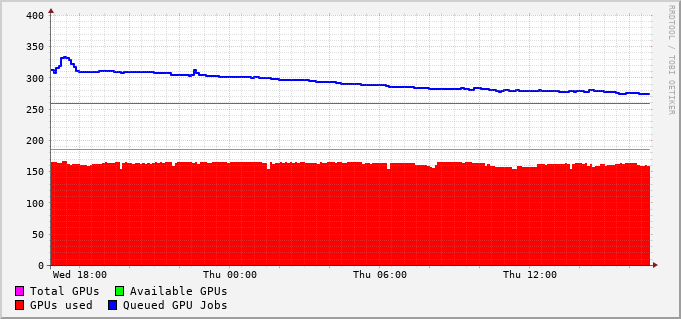 400
350
300
250
200
150
100
50
0
Wed 18:00 Thu 00:00 Thu 06:00 Thu 12:00
Total GPUs Available GPUs
GPUs used Queued GPU Jobs
RRDTOOL / TOBI OETIKER